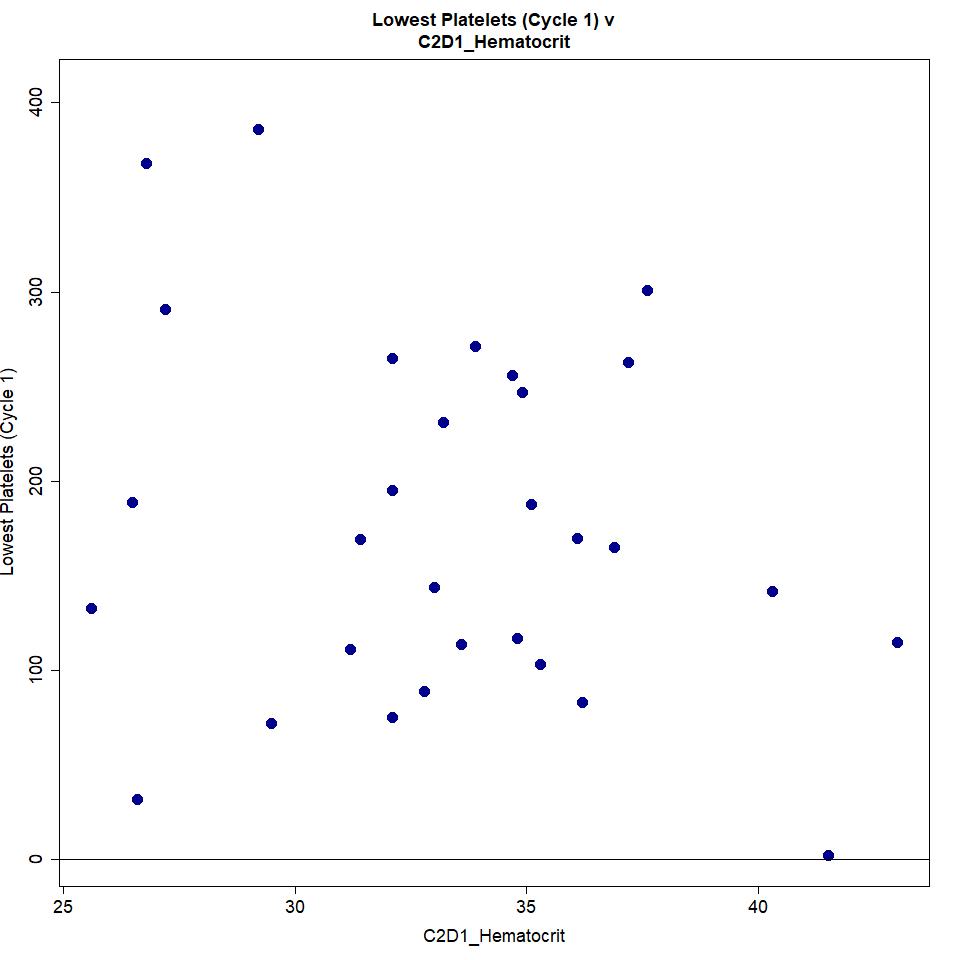 Lowest Platelets (Cycle 1) v
C2D1_Hematocrit
400
300
200
100
0
Lowest Platelets (Cycle 1)
25 30 35 40
C2D1_Hematocrit